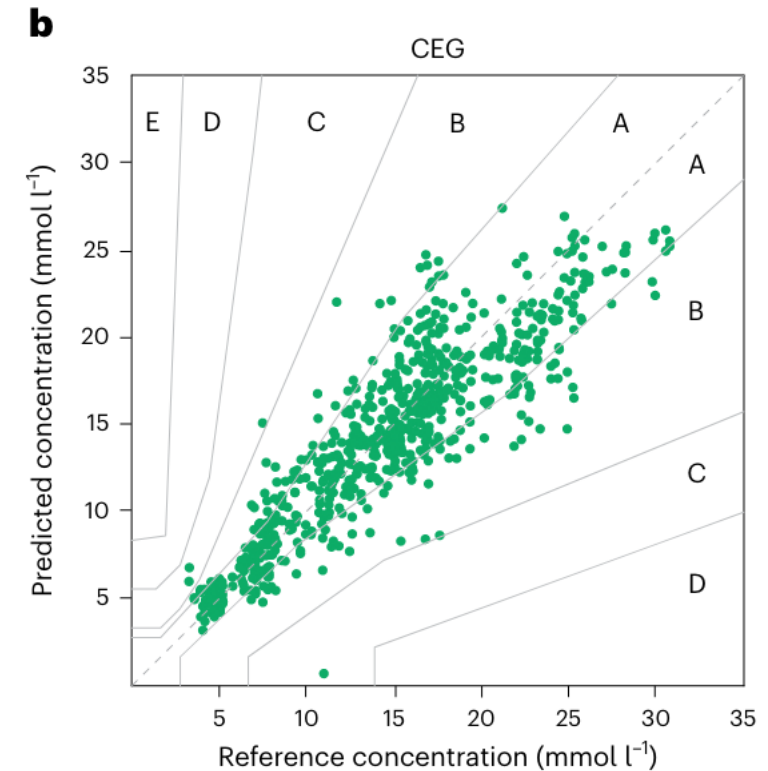 b
CEG
35
E D C B A
30
A
25
20
B
15
C
10
D
5
5 10 15 20 25 30 35
Predicted concentration (mmol l⁻¹)
Reference concentration (mmol l⁻¹)